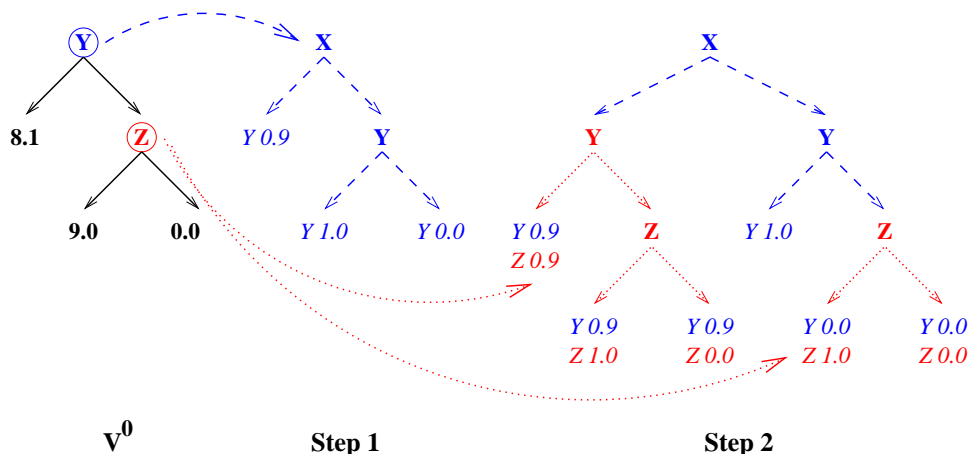 Y X X
8.1 Z Y 0.9 Y Y Y
9.0 0.0 Y 1.0 Y 0.0 Y 0.9 Z Y 1.0 Z
Z 0.9
Y 0.9 Y 0.9 Y 0.0 Y 0.0
Z 1.0 Z 0.0 Z 1.0 Z 0.0
V⁰ Step 1 Step 2